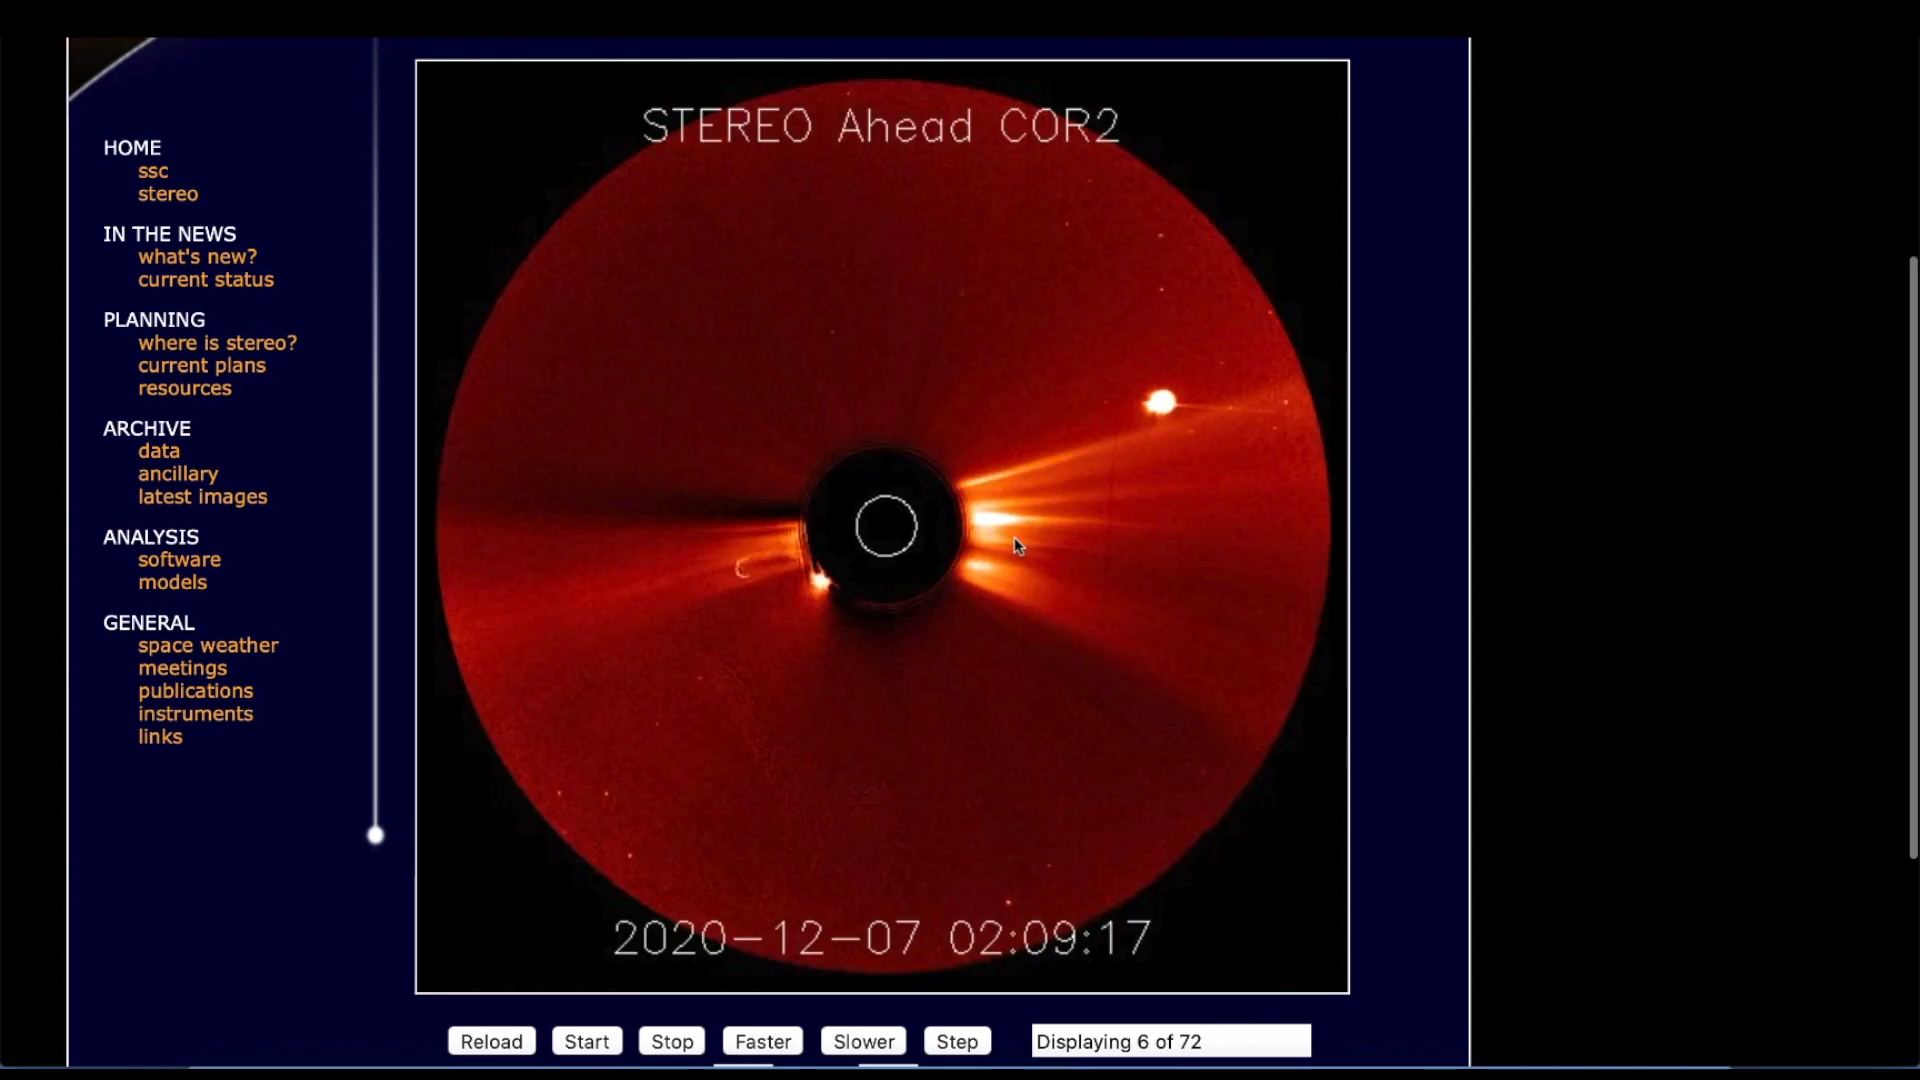 HOME
ssc
stereo
IN THE NEWS
what's new?
current status
PLANNING
where is stereo?
current plans
resources
ARCHIVE
data
ancillary
latest images
ANALYSIS
software
models
GENERAL
space weather
meetings
publications
instruments
links
STEREO Ahead COR2
2020-12-07 02:09:17
Reload Start Stop Faster Slower Step Displaying 6 of 72